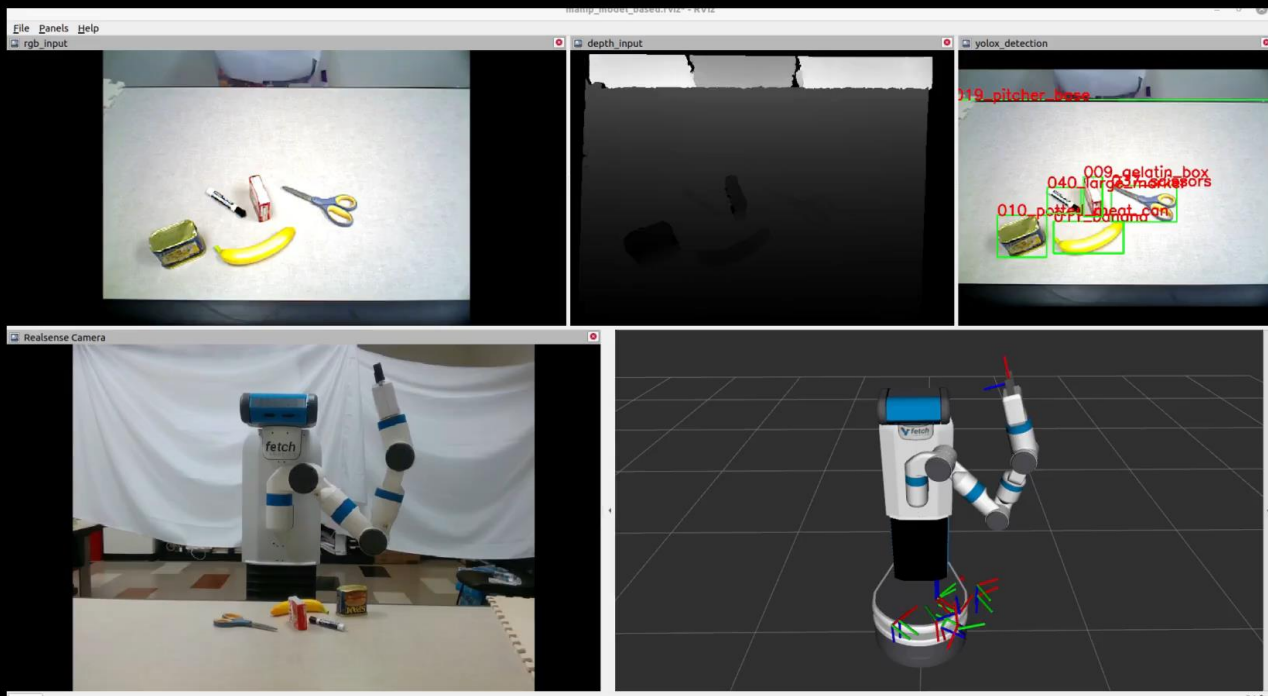 manip_model_based.rviz* - RViz
File Panels Help
rgb_input
depth_input
yolox_detection
019_pitcher_base
009_gelatin_box
040_large_marker
037_scissors
010_potted_meat_can
011_banana
Realsense Camera
fetch
fetch